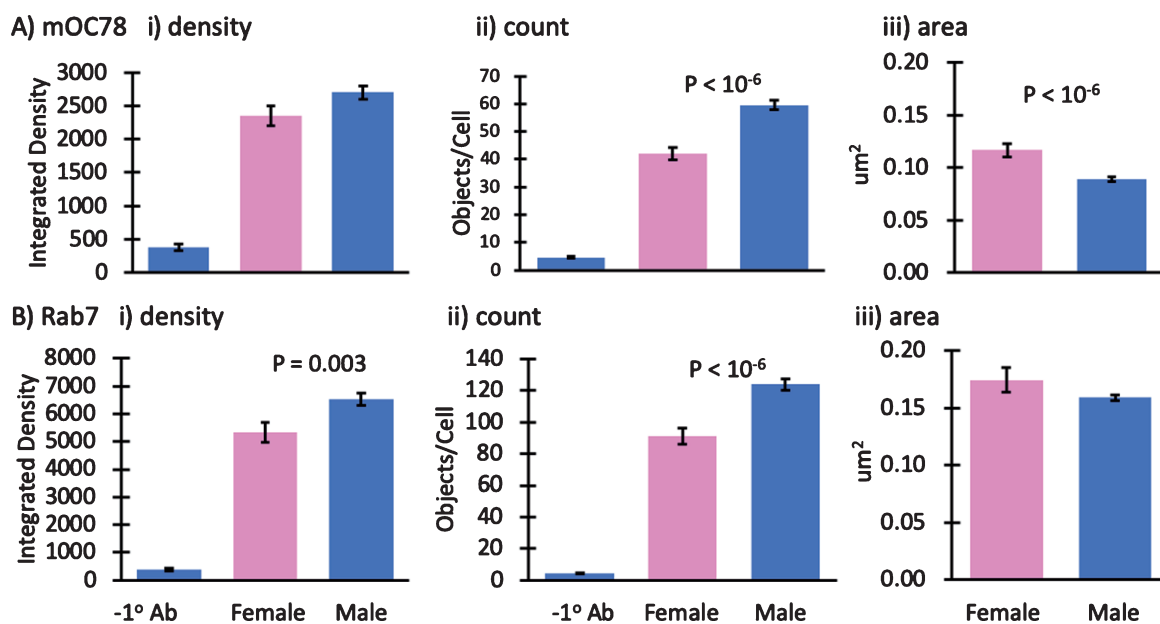 A) mOC78 i) density ii) count iii) area
Integrated Density
3000
2500
2000
1500
1000
500
0
Objects/Cell
70
60
50
40
30
20
10
0
P < 10-6
um2
0.20
0.15
0.10
0.05
0.00
P < 10-6
B) Rab7 i) density ii) count iii) area
Integrated Density
8000
7000
6000
5000
4000
3000
2000
1000
0
P = 0.003
-1º Ab Female Male
Objects/Cell
140
120
100
80
60
40
20
0
P < 10-6
-1º Ab Female Male
um2
0.20
0.15
0.10
0.05
0.00
Female Male